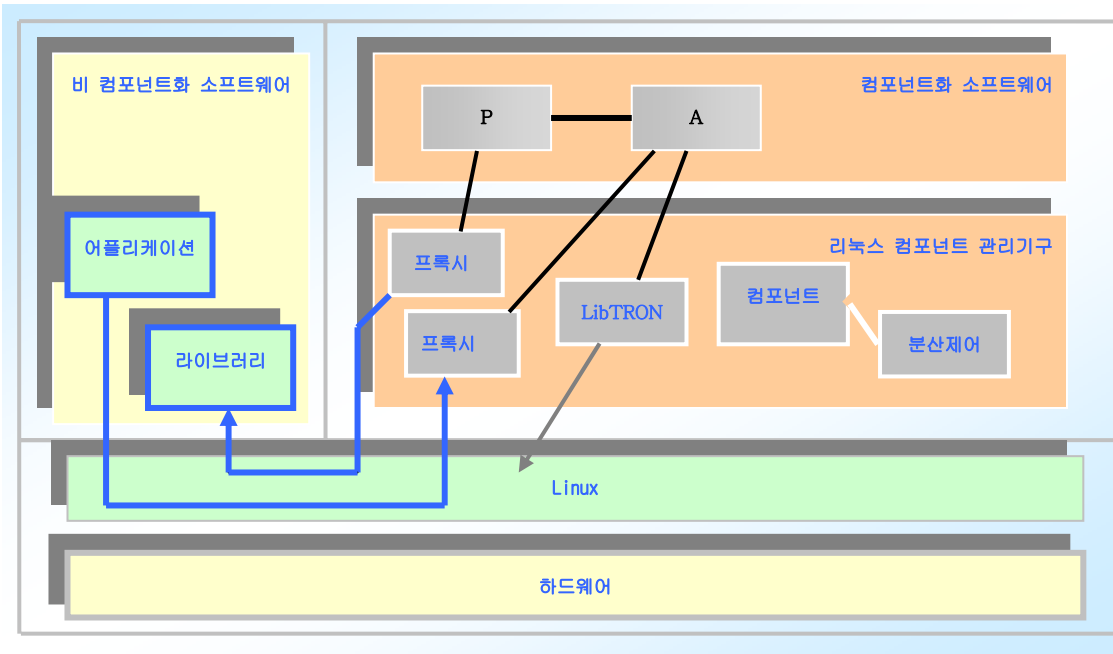 비 컴포넌트화 소프트웨어
컴포넌트화 소프트웨어
P
A
어플리케이션
리눅스 컴포넌트 관리기구
프록시
컴포넌트
LibTRON
프록시
분산제어
라이브러리
Linux
하드웨어